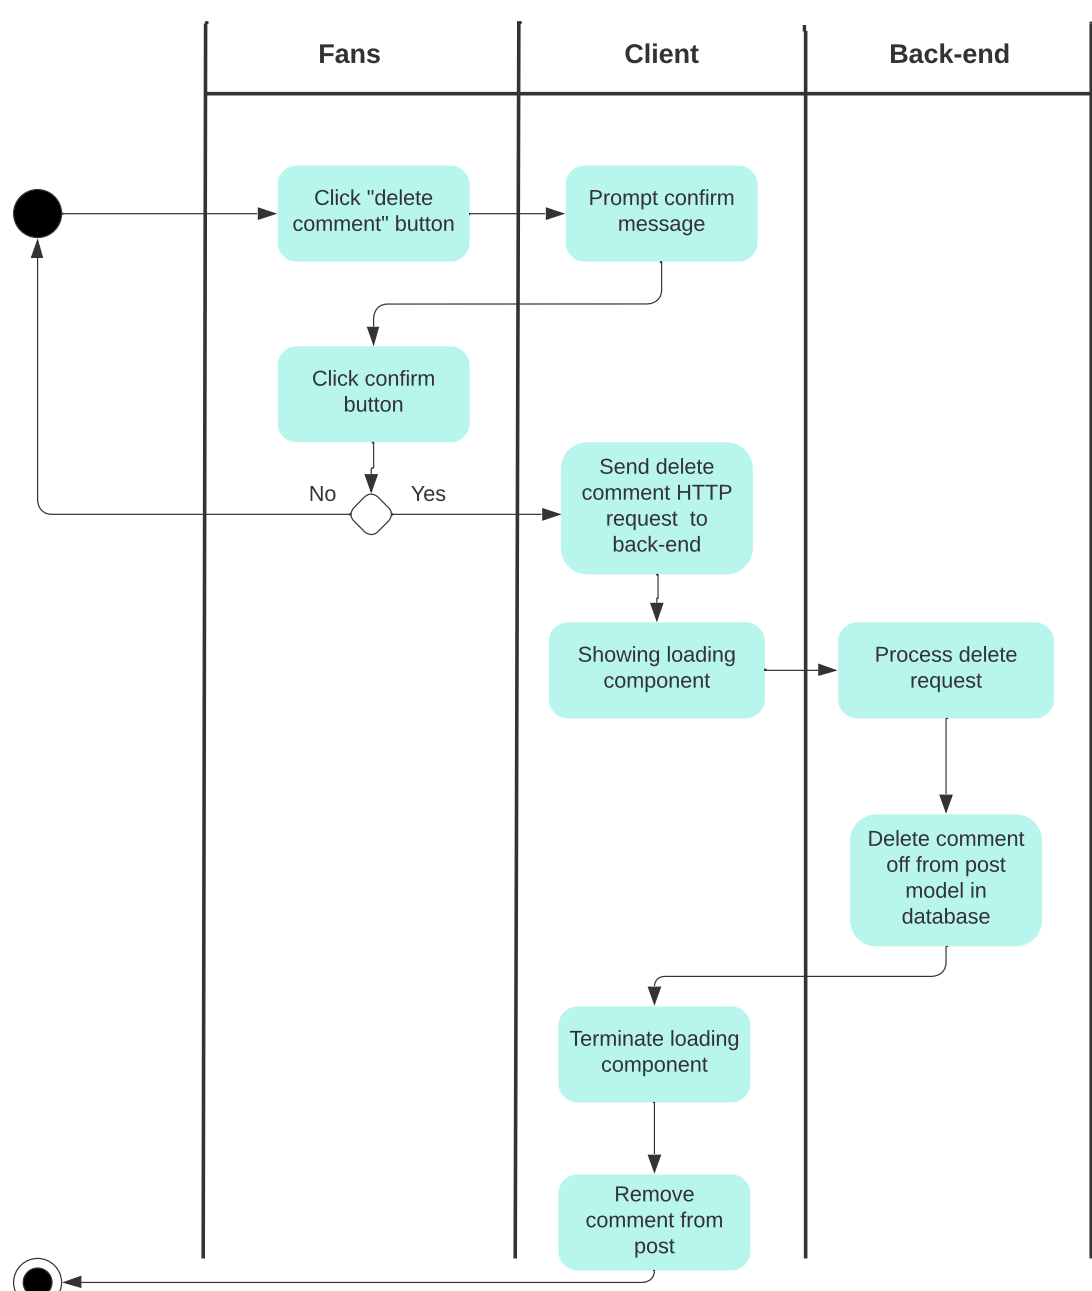 Fans
Client
Back-end
Click "delete
comment" button
Prompt confirm
message
Click confirm
button
No
Yes
Send delete
comment HTTP
request  to
back-end
Showing loading
component
Process delete
request
Delete comment
off from post
model in
database
Terminate loading
component
Remove
comment from
post